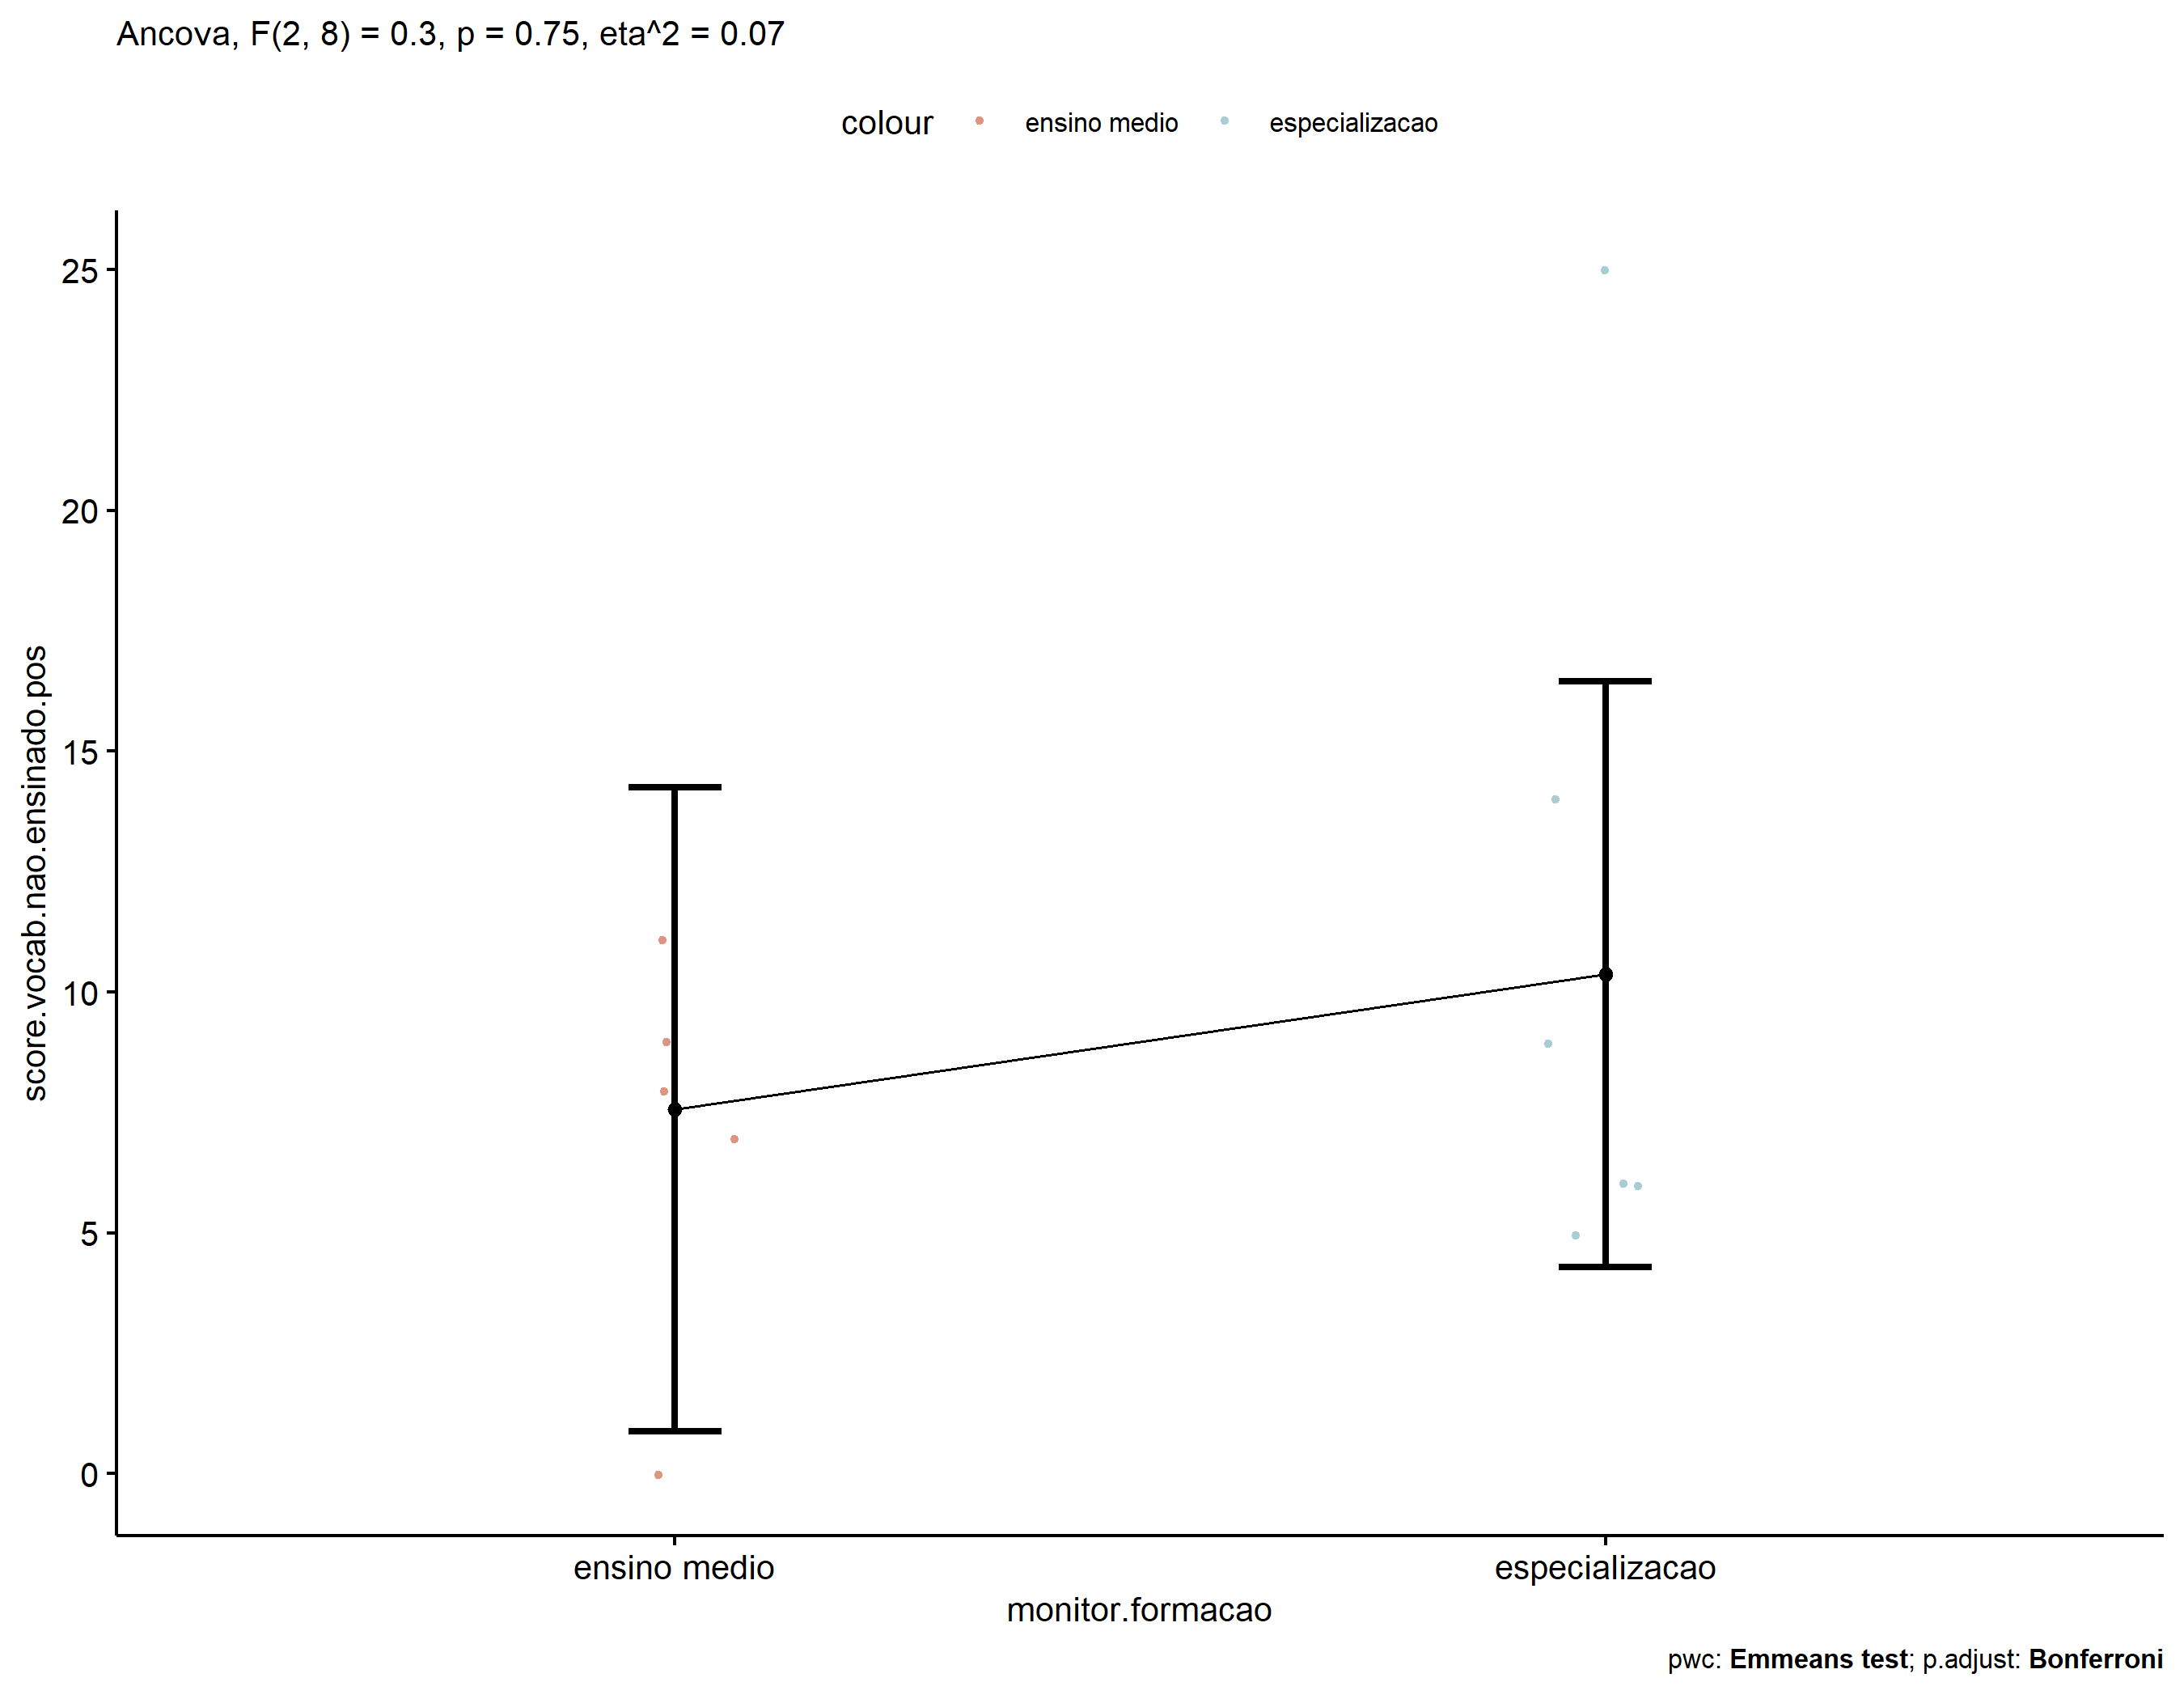 Ancova, F(2, 8) = 0.3, p = 0.75, eta^2 = 0.07
colour ensino medio especializacao
25
20
15
10
5
0
score.vocab.nao.ensinado.pos
ensino medio especializacao
monitor.formacao
pwc: Emmeans test; p.adjust: Bonferroni